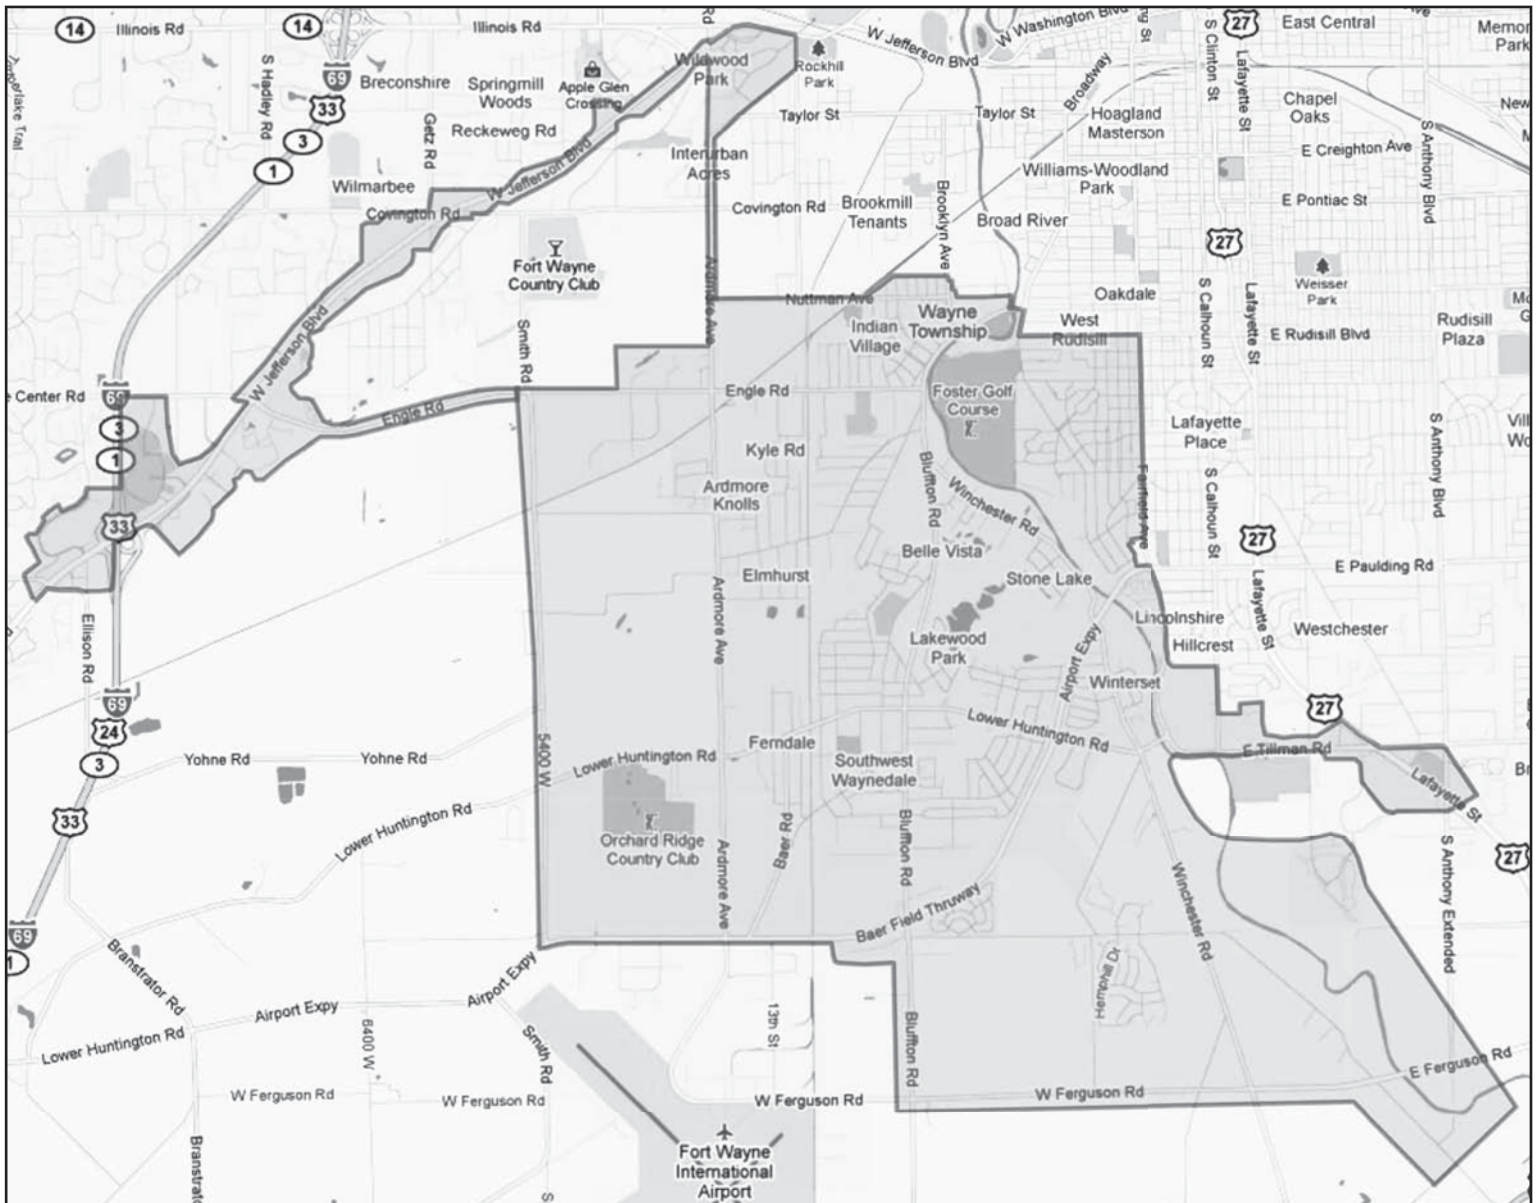 14
Illinois Rd
14
Illinois Rd
W Jefferson Blvd
W Washington Blvd
S Clinton St
27
East Central
Wildwood
Park
Rockhill
Park
69
Breconshire
Springmill
Woods
Apple Glen
Crossing
33
S Hadley Rd
Getz Rd
Reckeweg Rd
3
1
Taylor St
Taylor St
Broadway
Hoagland
Masterson
Lafayette St
Chapel
Oaks
E Creighton Ave
S Anthony Blvd
Interurban
Acres
Williams-Woodland
Park
Wilmarbee
W Jefferson Blvd
Covington Rd
Covington Rd
Brookmill
Tenants
Brooklyn Ave
Broad River
E Pontiac St
27
Fort Wayne
Country Club
Ardmore Ave
Nuttman Ave
Wayne
Township
Indian
Village
Oakdale
West
Rudisill
S Calhoun St
Lafayette St
Weisser
Park
E Rudisill Blvd
Rudisill
Plaza
W Jefferson Blvd
Smith Rd
Center Rd
69
3
1
33
Engle Rd
Engle Rd
Foster Golf
Course
Kyle Rd
Ardmore
Knolls
Bluffton Rd
Winchester Rd
Fairfield Ave
Lafayette
Place
S Calhoun St
S Anthony Blvd
27
Belle Vista
Elmhurst
Stone Lake
E Paulding Rd
Ardmore Ave
Lakewood
Park
Airport Expy
Lincolnshire
Hillcrest
Lafayette St
Westchester
Ellison Rd
69
24
3
33
Winterset
27
Yohne Rd
Yohne Rd
5400 W
Lower Huntington Rd
Ferndale
Lower Huntington Rd
Southwest
Waynedale
E Tillman Rd
Lafayette St
27
Lower Huntington Rd
Orchard Ridge
Country Club
Ardmore Ave
Baer Rd
Bluffton Rd
Baer Field Thruway
Winchester Rd
S Anthony Extended
69
1
Branstrator Rd
Airport Expy
Airport Expy
Hemphill Dr
Lower Huntington Rd
6400 W
Smith Rd
13th St
Bluffton Rd
E Ferguson Rd
W Ferguson Rd
W Ferguson Rd
W Ferguson Rd
W Ferguson Rd
Fort Wayne
International
Airport